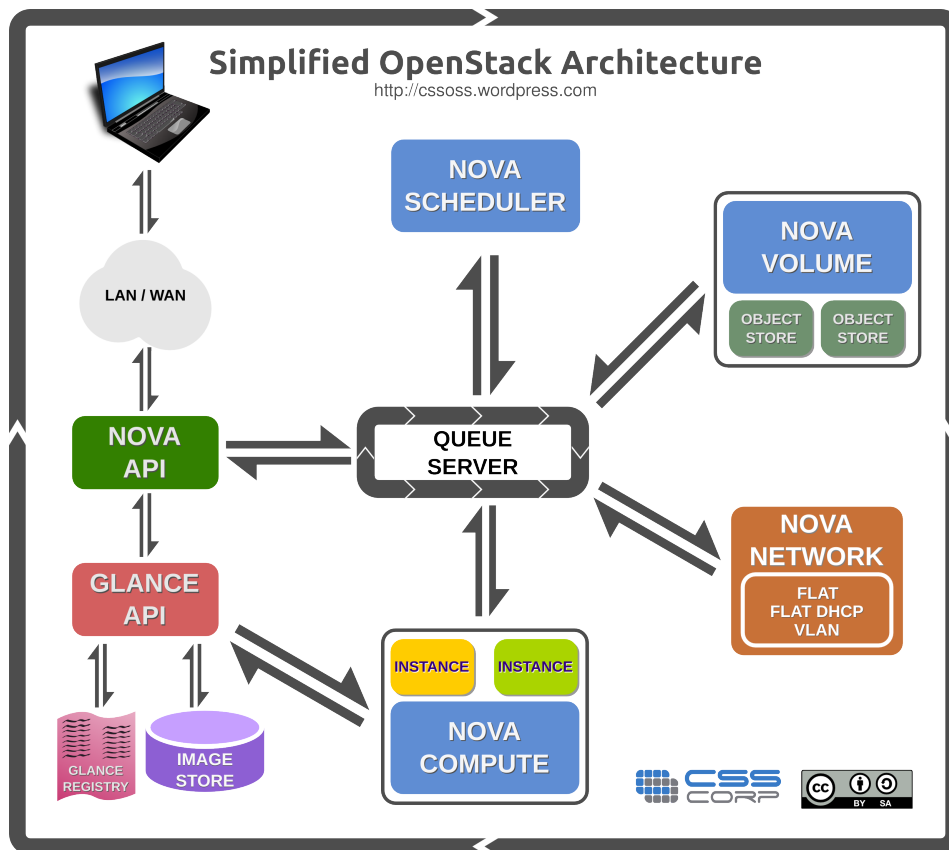 Simplified OpenStack Architecture
http://cssoss.wordpress.com
NOVA
SCHEDULER
NOVA
VOLUME
OBJECT
STORE
OBJECT
STORE
LAN / WAN
NOVA
API
QUEUE
SERVER
NOVA
NETWORK
FLAT
FLAT DHCP
VLAN
GLANCE
API
INSTANCE
INSTANCE
NOVA
COMPUTE
GLANCE
REGISTRY
IMAGE
STORE
CSS
CORP
cc
BY SA